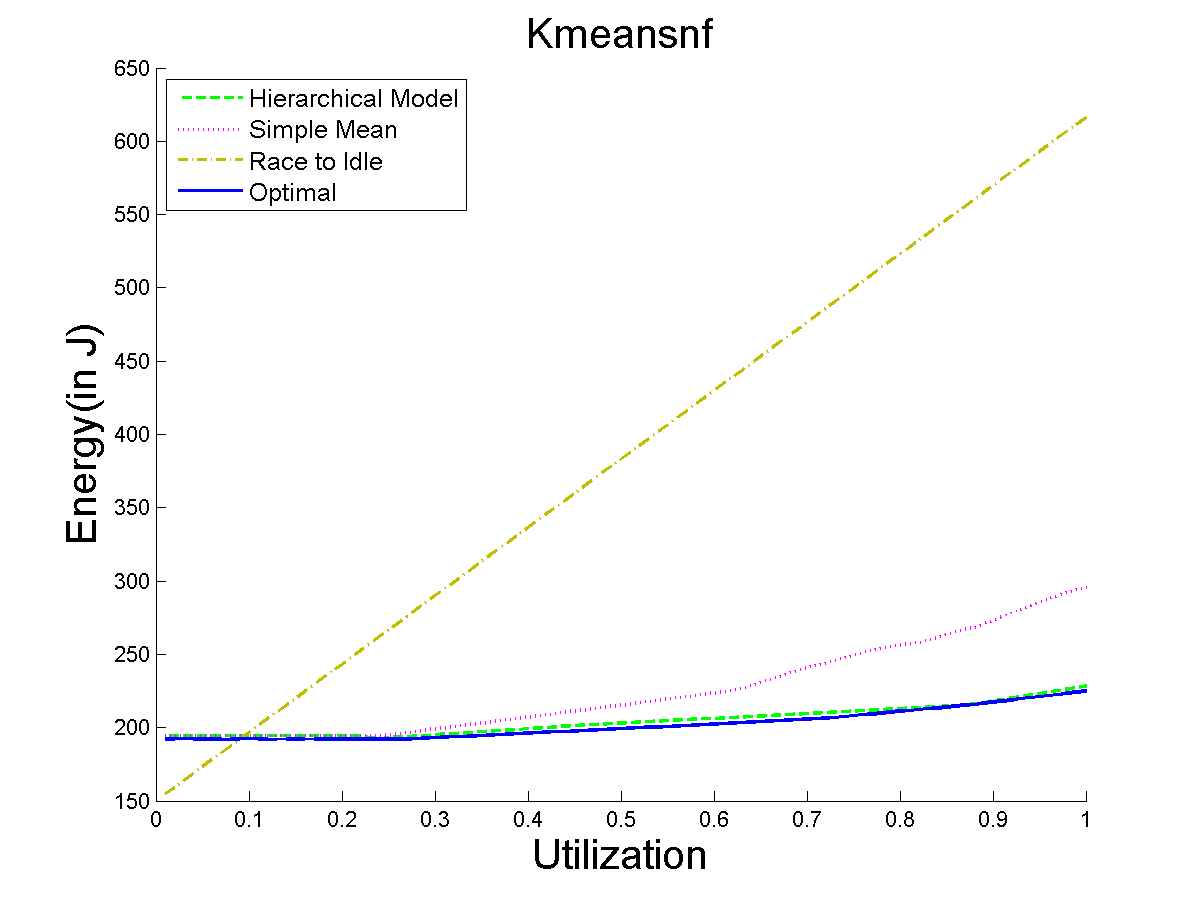 Kmeansnf
650
600
550
500
450
400
350
300
250
200
150
Hierarchical Model
Simple Mean
Race to Idle
Optimal
Energy(in J)
0 0.1 0.2 0.3 0.4 0.5 0.6 0.7 0.8 0.9 1
Utilization